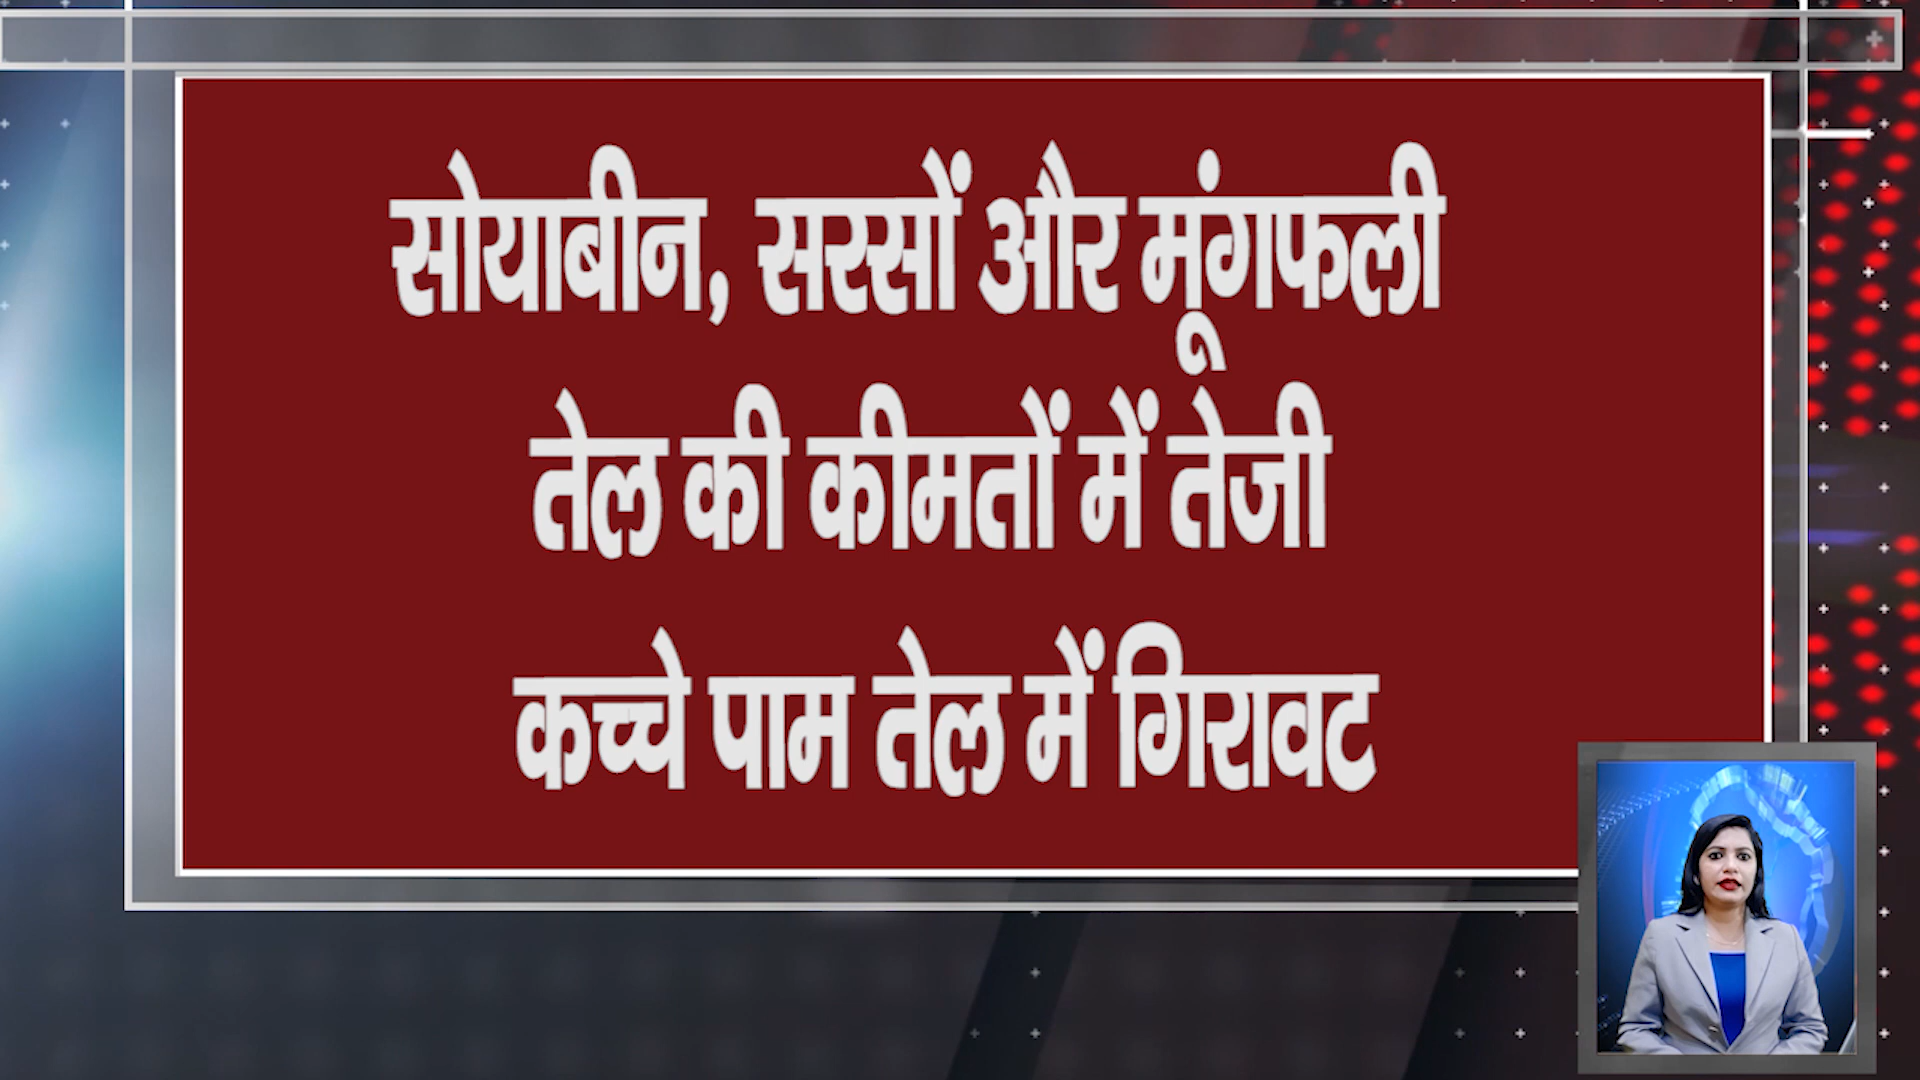 सोयाबीन, सरसों और मूंगफली
तेल की कीमतों में तेजी
कच्चे पाम तेल में गिरावट